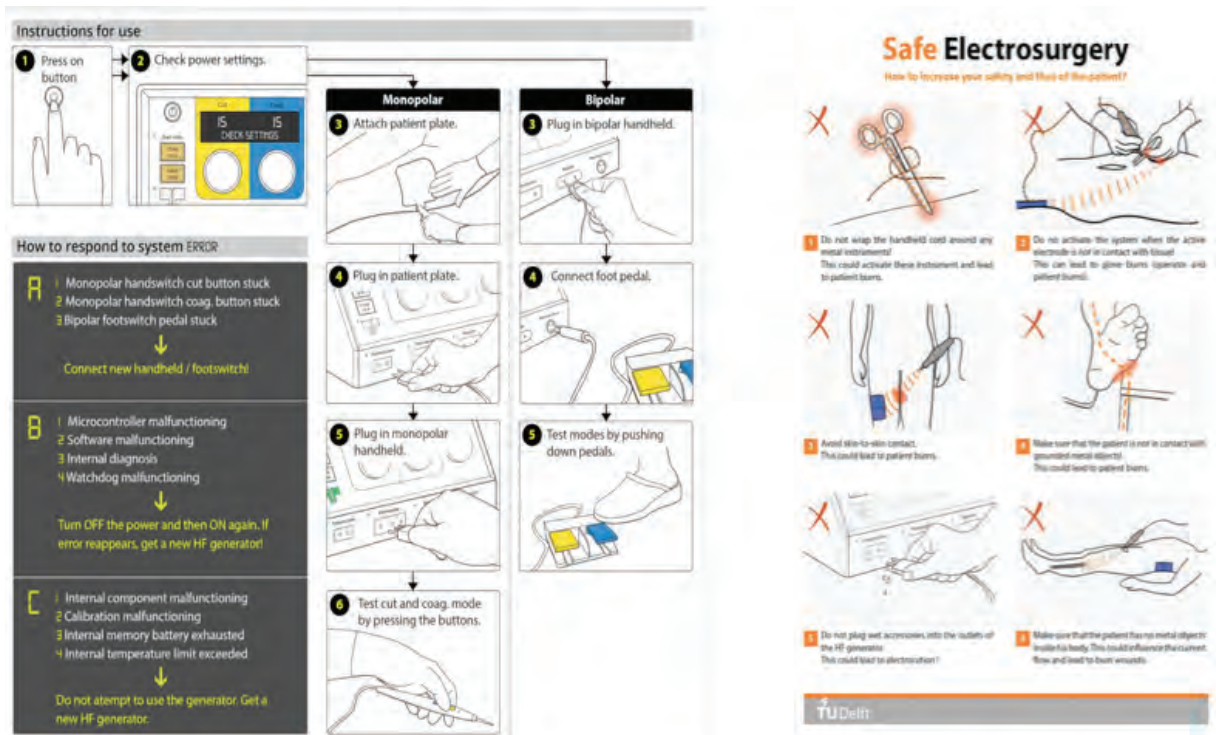 Instructions for use
1 Press on
button
2 Check power settings.
Cut
15 15
CHECK SETTINGS
Monopolar
3 Attach patient plate.
4 Plug in patient plate.
5 Plug in monopolar
handheld.
6 Test cut and coag. mode
by pressing the buttons.
Bipolar
3 Plug in bipolar handheld.
4 Connect foot pedal.
5 Test modes by pushing
down pedals.
How to respond to system ERROR
A
1 Monopolar handswitch cut button stuck
2 Monopolar handswitch coag. button stuck
3 Bipolar footswitch pedal stuck
Connect new handheld / footswitch!
B
1 Microcontroller malfunctioning
2 Software malfunctioning
3 Internal diagnosis
4 Watchdog malfunctioning
Turn OFF the power and then ON again. If
error reappears, get a new HF generator!
C
1 Internal component malfunctioning
2 Calibration malfunctioning
3 Internal memory battery exhausted
4 Internal temperature limit exceeded
Do not atempt to use the generator. Get a
new HF generator.
Safe Electrosurgery
How to increase your safety and that of the patient?
1 Do not wrap the handheld cord around any
metal instruments!
This could activate these instrument and lead
to patient burns.
2 Do no activate the system when the active
electrode is not in contact with tissue!
This can lead to glove burns (operator and
patient burns).
3 Avoid skin-to-skin contact.
This could lead to patient burns.
4 Make sure that the patient is not in contact with
grounded metal objects!
This could lead to patient burns.
5 Do not plug wet accessories into the outlets of
the HF generator.
This could lead to electrocution!
6 Make sure that the patient has no metal objects
inside his body. This could influence the current
flow and lead to burn wounds.
TU Delft